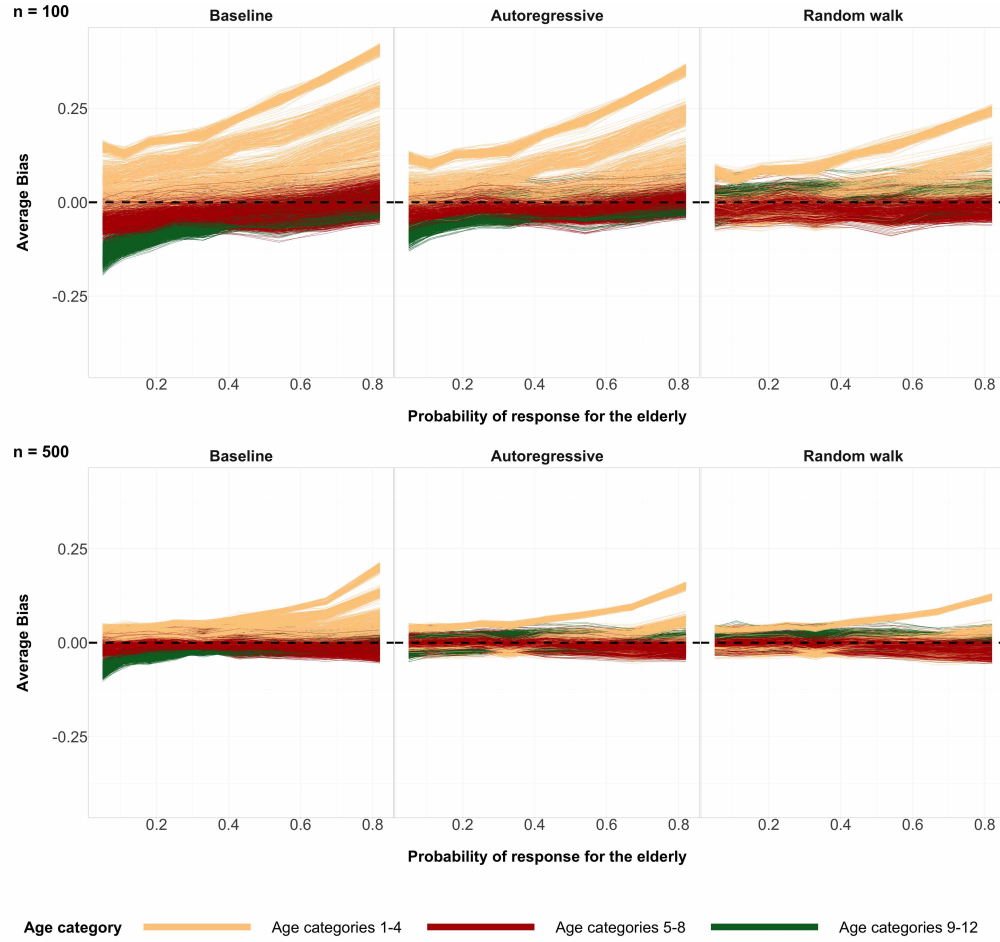 n = 100
Baseline Autoregressive Random walk
Average Bias
0.25
0.00
-0.25
0.2 0.4 0.6 0.8 0.2 0.4 0.6 0.8 0.2 0.4 0.6 0.8
Probability of response for the elderly
n = 500
Baseline Autoregressive Random walk
Average Bias
0.25
0.00
-0.25
0.2 0.4 0.6 0.8 0.2 0.4 0.6 0.8 0.2 0.4 0.6 0.8
Probability of response for the elderly
Age category Age categories 1-4 Age categories 5-8 Age categories 9-12